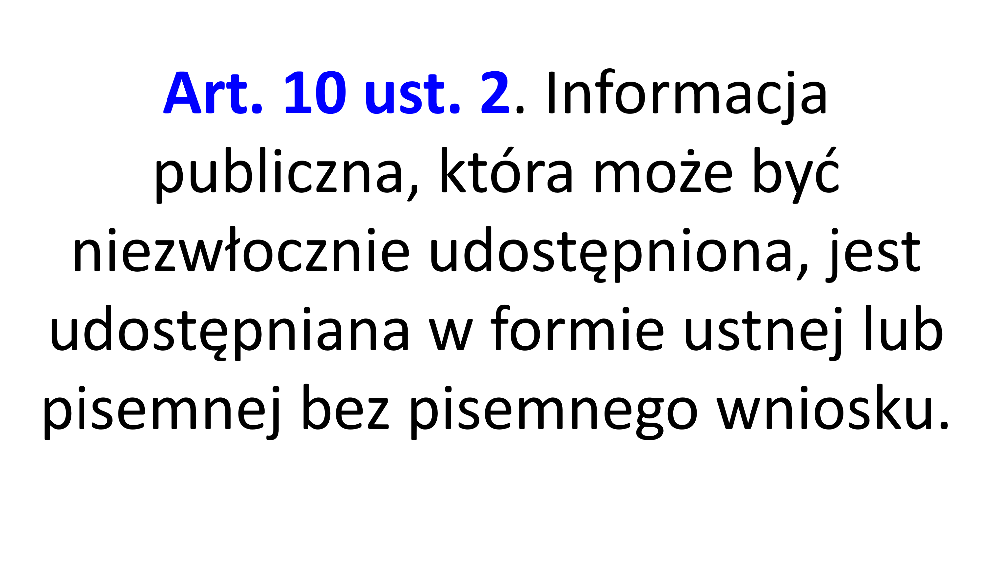 Art. 10 ust. 2. Informacja
publiczna, która może być
niezwłocznie udostępniona, jest
udostępniana w formie ustnej lub
pisemnej bez pisemnego wniosku.